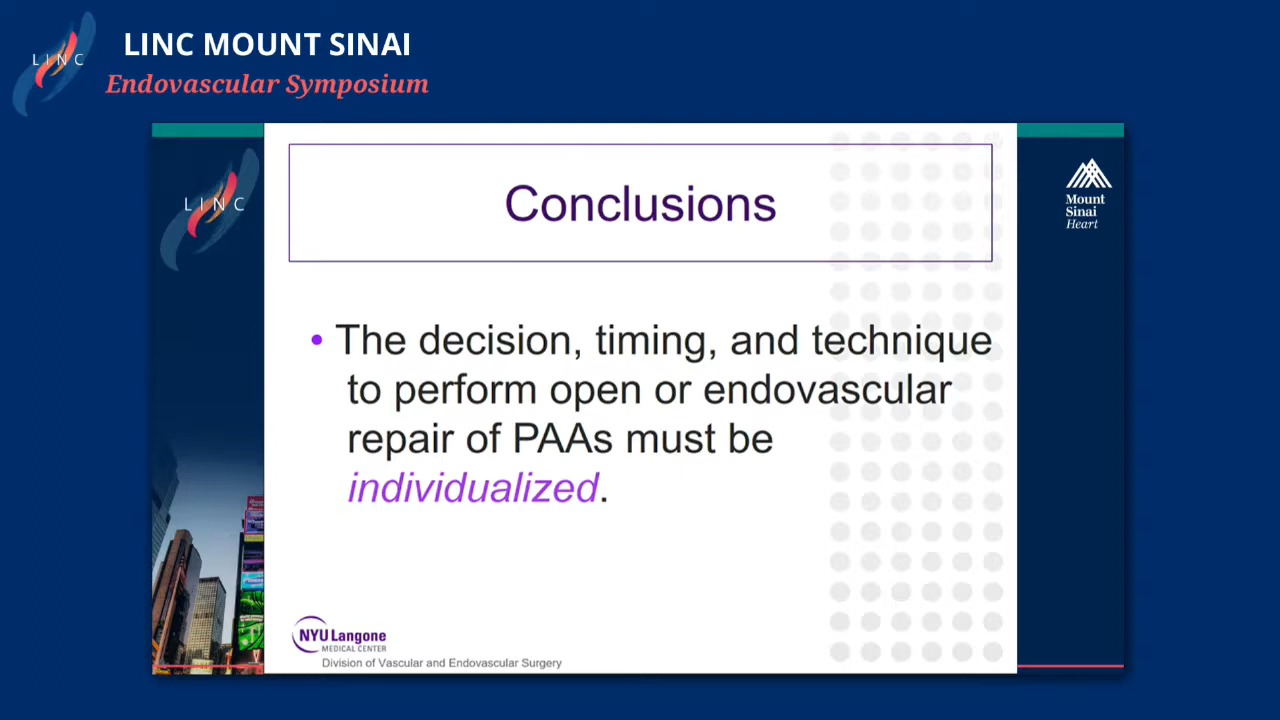 LINC
LINC MOUNT SINAI
Endovascular Symposium
LINC
Conclusions
Mount
Sinai
Heart
• The decision, timing, and technique
to perform open or endovascular
repair of PAAs must be
individualized.
NYU Langone
MEDICAL CENTER
Division of Vascular and Endovascular Surgery